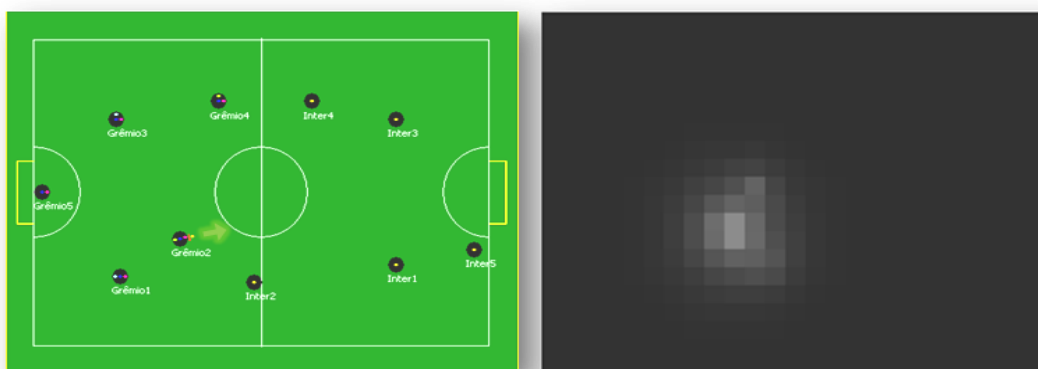 Grêmio4
Inter4
Grêmio3
Inter3
Grêmio5
Grêmio2
Inter5
Inter1
Grêmio1
Inter2